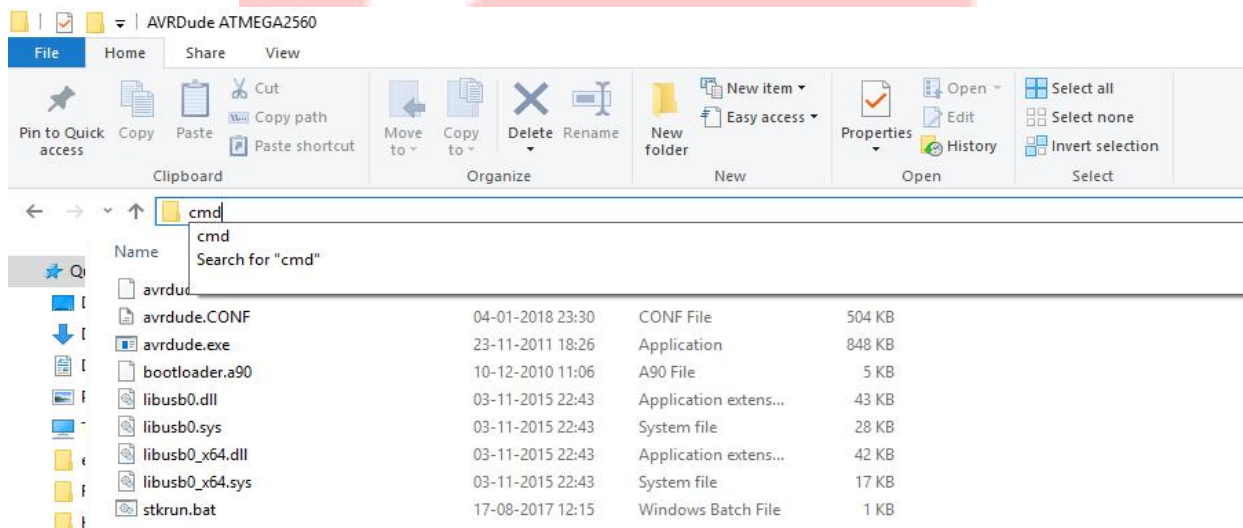 AVRDude ATMEGA2560
File Home Share View
Pin to Quick access
Copy
Paste
Cut
Copy path
Paste shortcut
Clipboard
Move to
Copy to
Delete
Rename
Organize
New folder
New item
Easy access
New
Properties
Open
Edit
History
Open
Select all
Select none
Invert selection
Select
cmd
cmd
Search for "cmd"
Name
avrdude.CONF 04-01-2018 23:30 CONF File 504 KB
avrdude.exe 23-11-2011 18:26 Application 848 KB
bootloader.a90 10-12-2010 11:06 A90 File 5 KB
libusb0.dll 03-11-2015 22:43 Application extens... 43 KB
libusb0.sys 03-11-2015 22:43 System file 28 KB
libusb0_x64.dll 03-11-2015 22:43 Application extens... 42 KB
libusb0_x64.sys 03-11-2015 22:43 System file 17 KB
stkrun.bat 17-08-2017 12:15 Windows Batch File 1 KB